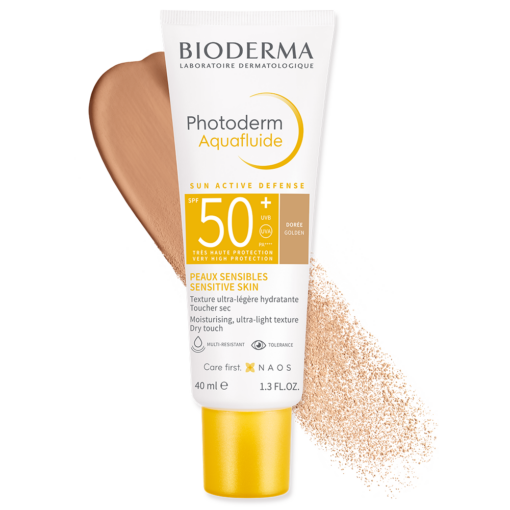 BIODERMA
LABORATOIRE DERMATOLOGIQUE
Photoderm
Aquafluide
SUN ACTIVE DEFENSE
SPF 50+
UVB
UVA
DORÉE
GOLDEN
TRÈS HAUTE PROTECTION
VERY HIGH PROTECTION
PEAUX SENSIBLES
SENSITIVE SKIN
Texture ultra-légère hydratante
Toucher sec
Moisturising, ultra-light texture
Dry touch
MULTI-RESISTANT
TOLERANCE
Care first. NAOS
40 ml ℮ 1.3 FL.OZ.